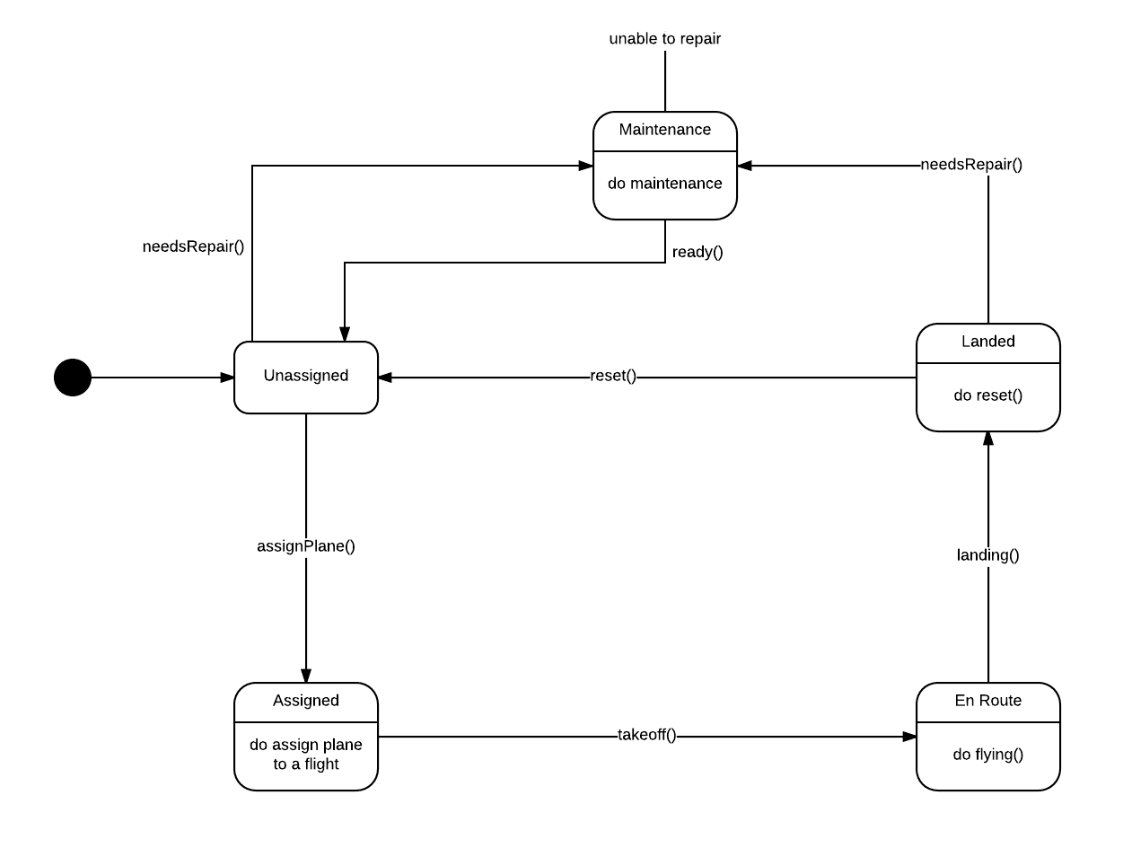 unable to repair
Maintenance
do maintenance
needsRepair()
needsRepair()
ready()
Unassigned
reset()
Landed
do reset()
assignPlane()
landing()
Assigned
do assign plane
to a flight
takeoff()
En Route
do flying()